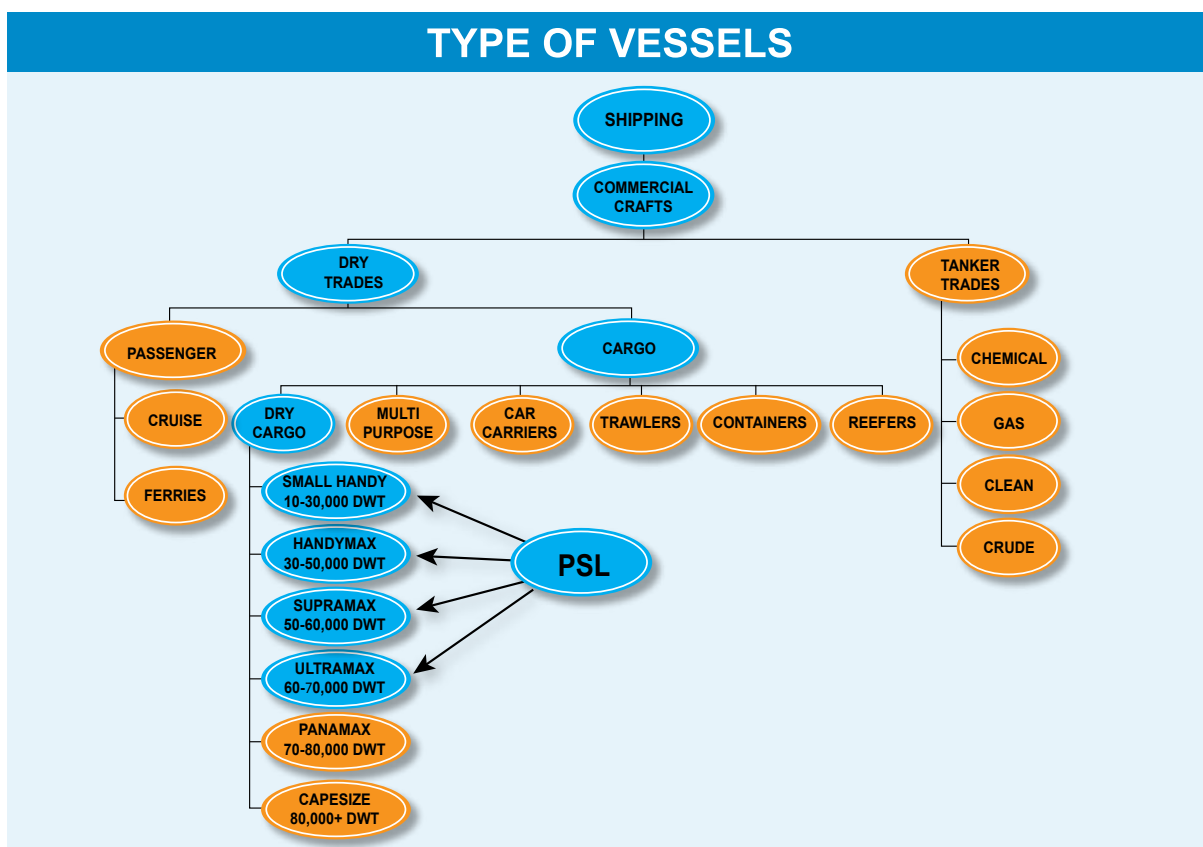 TYPE OF VESSELS
SHIPPING
COMMERCIAL
CRAFTS
DRY
TRADES
TANKER
TRADES
PASSENGER
CARGO
CRUISE
FERRIES
DRY
CARGO
MULTI
PURPOSE
CAR
CARRIERS
TRAWLERS
CONTAINERS
REEFERS
CHEMICAL
GAS
CLEAN
CRUDE
SMALL HANDY
10-30,000 DWT
HANDYMAX
30-50,000 DWT
SUPRAMAX
50-60,000 DWT
ULTRAMAX
60-70,000 DWT
PANAMAX
70-80,000 DWT
CAPESIZE
80,000+ DWT
PSL